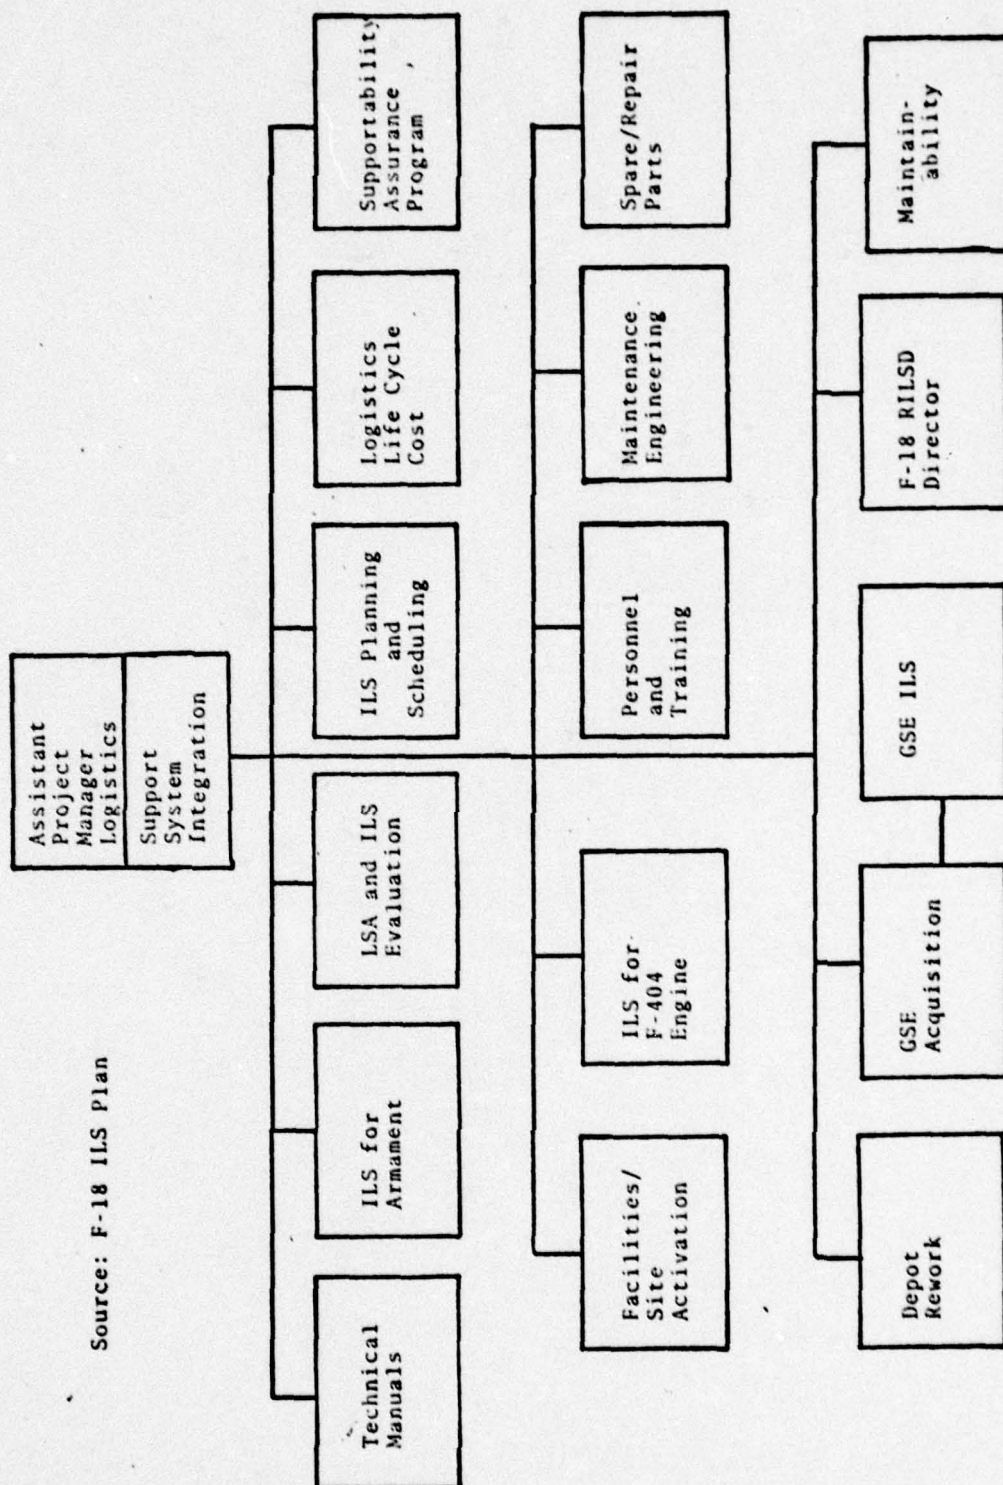 Source: F-18 ILS Plan
Assistant
Project
Manager
Logistics
Support
System
Integration
Technical
Manuals
ILS for
Armament
LSA and ILS
Evaluation
ILS Planning
and
Scheduling
Logistics
Life Cycle
Cost
Supportability
Assurance
Program
Facilities/
Site
Activation
ILS for
F-404
Engine
Personnel
and
Training
Maintenance
Engineering
Spare/Repair
Parts
Depot
Rework
GSE
Acquisition
GSE ILS
F-18 RILSD
Director
Maintain-
ability